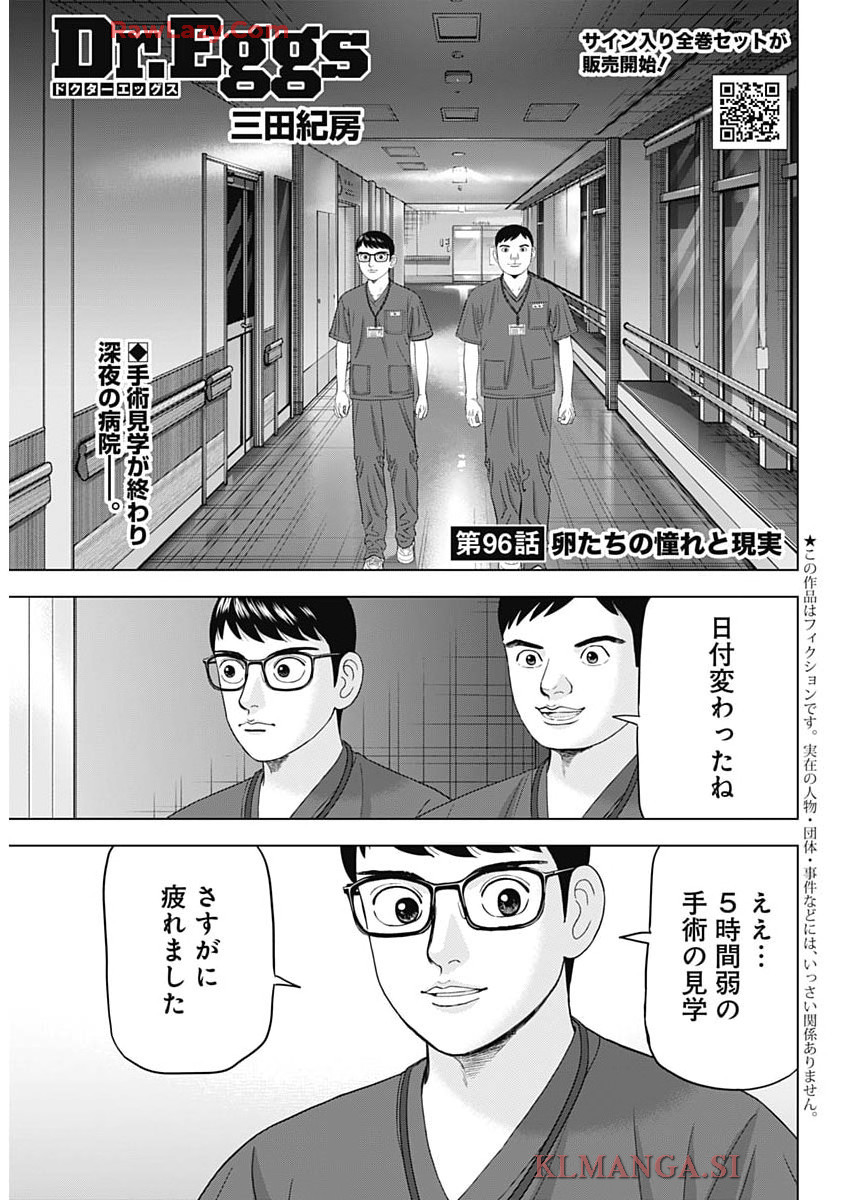 RawLazy.Com
Dr.Eggs
ドクターエッグス
三田紀房
サイン入り全巻セットが
販売開始!
◆手術見学が終わり
深夜の病院――。
第96話 卵たちの憧れと現実
日付変わったね
ええ…
5時間弱の
手術の見学
さすがに
疲れました
★この作品はフィクションです。実在の人物・団体・事件などには、いっさい関係ありません。
KLMANGA.SI